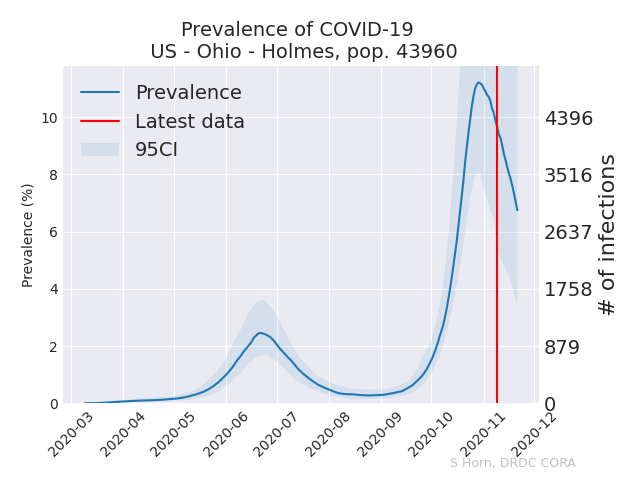 Prevalence of COVID-19
US - Ohio - Holmes, pop. 43960
Prevalence
Latest data
95CI
Prevalence (%)
10
8
6
4
2
0
4396
3516
2637
1758
879
0
# of infections
2020-03
2020-04
2020-05
2020-06
2020-07
2020-08
2020-09
2020-10
2020-11
2020-12
S Horn, DRDC CORA